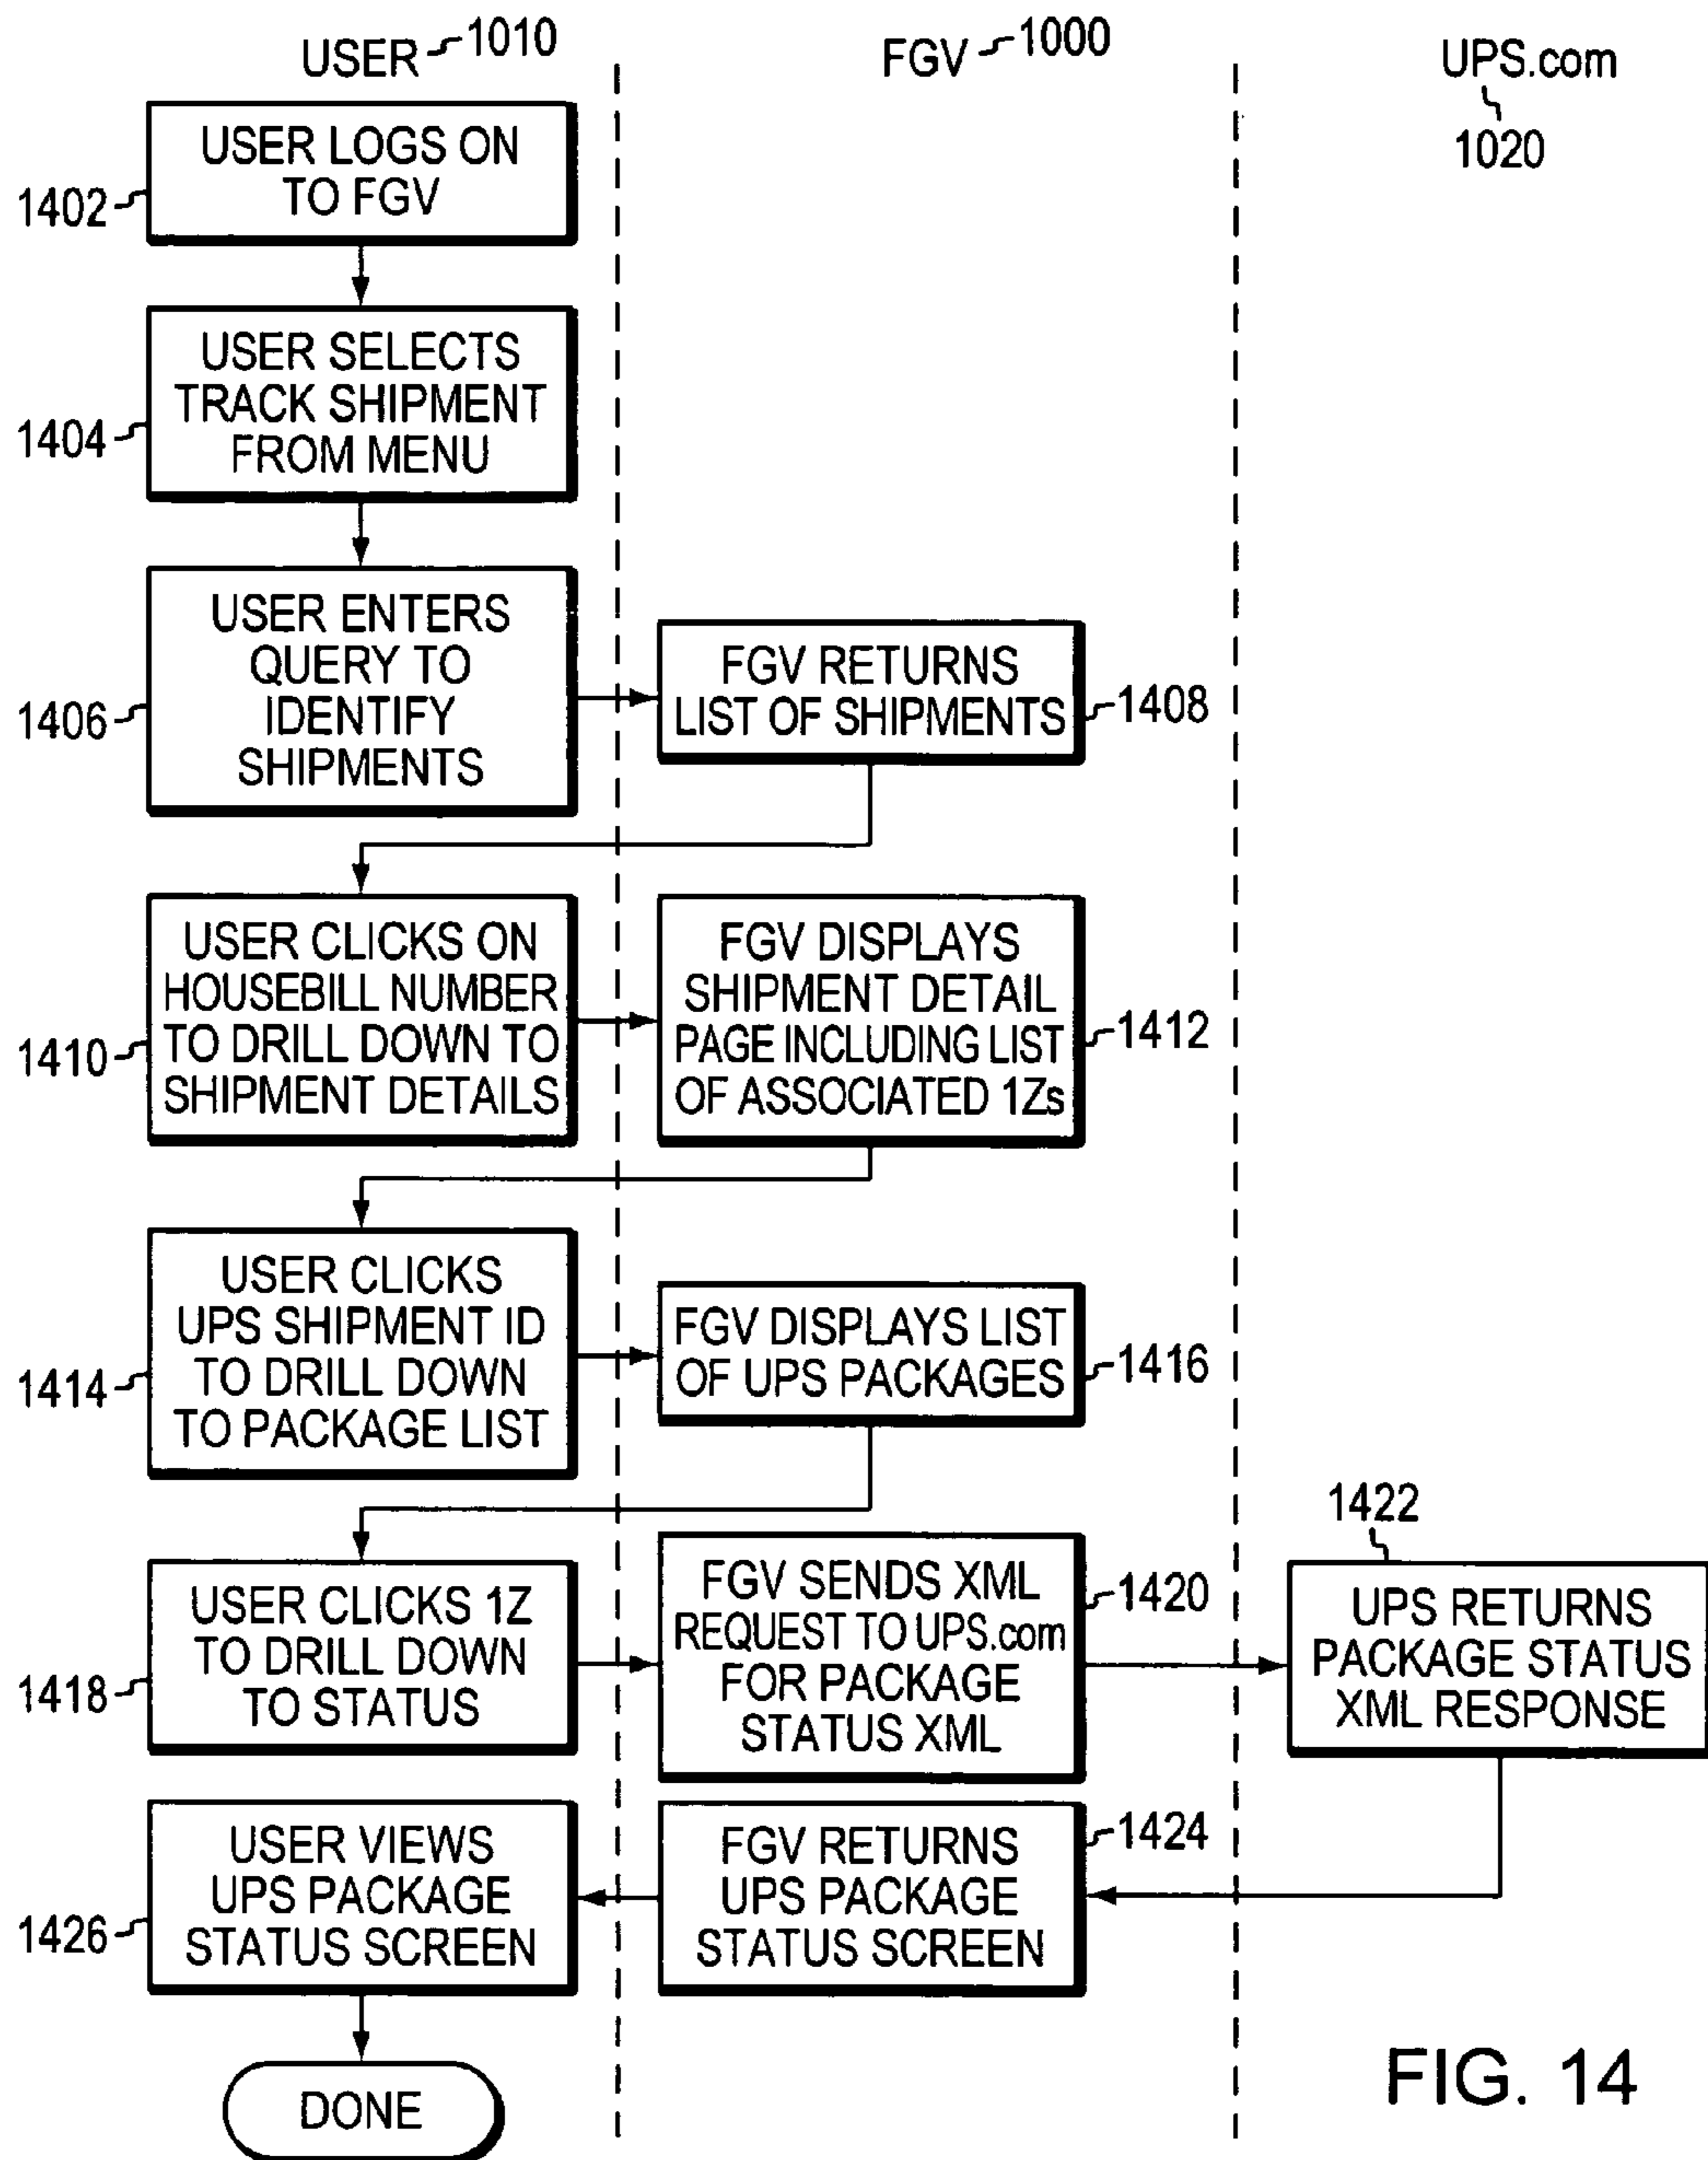 USER 1010
FGV 1000
UPS.com
1020
USER LOGS ON
TO FGV
1402
USER SELECTS
TRACK SHIPMENT
FROM MENU
1404
USER ENTERS
QUERY TO
IDENTIFY
SHIPMENTS
1406
FGV RETURNS
LIST OF SHIPMENTS
1408
USER CLICKS ON
HOUSEBILL NUMBER
TO DRILL DOWN TO
SHIPMENT DETAILS
1410
FGV DISPLAYS
SHIPMENT DETAIL
PAGE INCLUDING LIST
OF ASSOCIATED 1Zs
1412
USER CLICKS
UPS SHIPMENT ID
TO DRILL DOWN
TO PACKAGE LIST
1414
FGV DISPLAYS LIST
OF UPS PACKAGES
1416
USER CLICKS 1Z
TO DRILL DOWN
TO STATUS
1418
FGV SENDS XML
REQUEST TO UPS.com
FOR PACKAGE
STATUS XML
1420
1422
UPS RETURNS
PACKAGE STATUS
XML RESPONSE
FGV RETURNS
UPS PACKAGE
STATUS SCREEN
1424
USER VIEWS
UPS PACKAGE
STATUS SCREEN
1426
DONE
FIG. 14